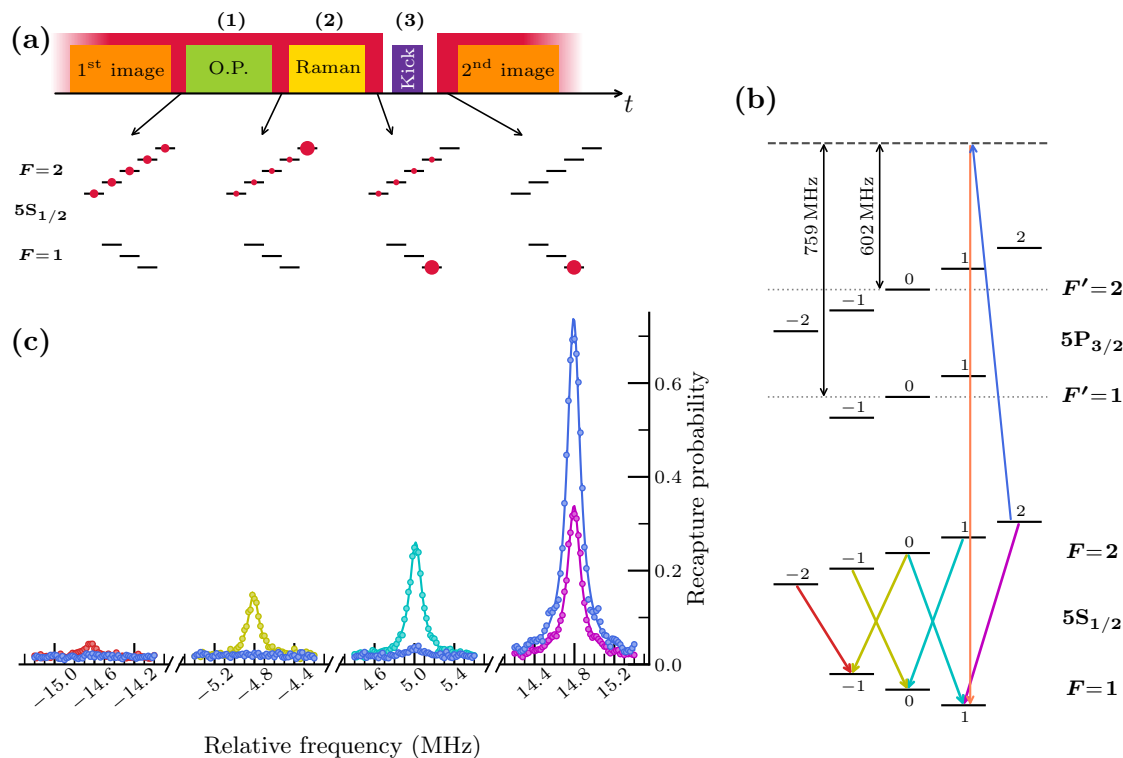 (a)
(1) (2) (3)
1st image O.P. Raman Kick 2nd image
t
F=2
5S1/2
F=1
(b)
759 MHz
602 MHz
2
1
0
−1
−2
F′=2
5P3/2
1
0
−1
F′=1
2
1
0
−1
−2
F=2
5S1/2
F=1
−1
0
1
(c)
0.6
0.4
0.2
0.0
Recapture probability
−15.0 −14.6 −14.2 −5.2 −4.8 −4.4 4.6 5.0 5.4 14.4 14.8 15.2
Relative frequency (MHz)